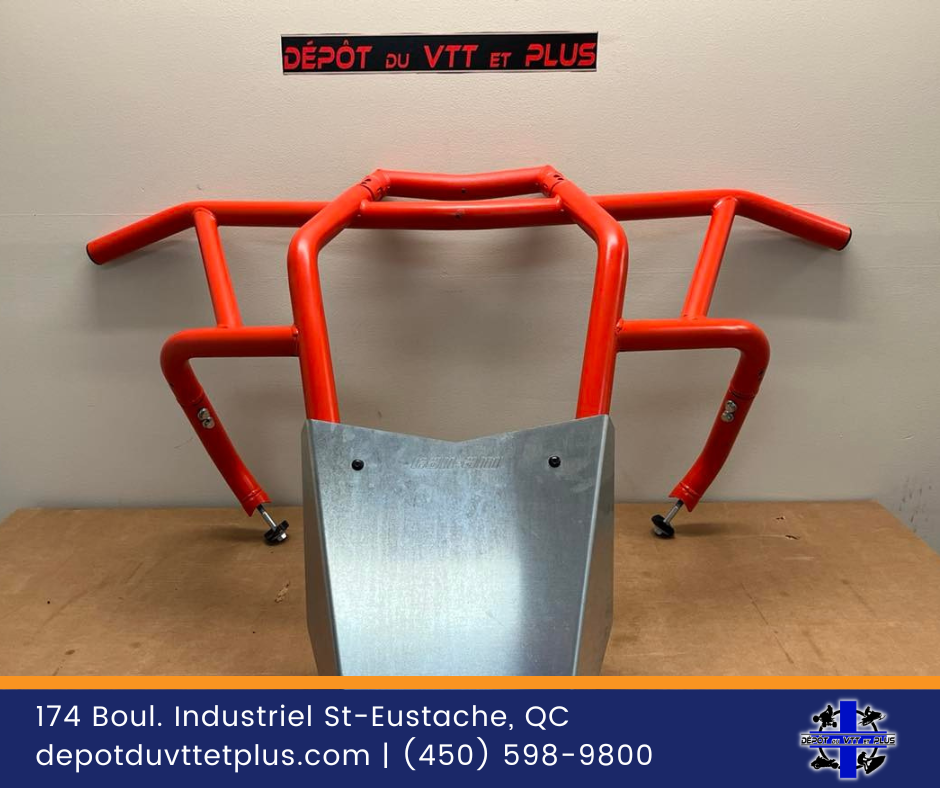 DÉPÔT DU VTT ET PLUS
174 Boul. Industriel St-Eustache, QC
depotduvttetplus.com | (450) 598-9800
DÉPÔT DU VTT ET PLUS